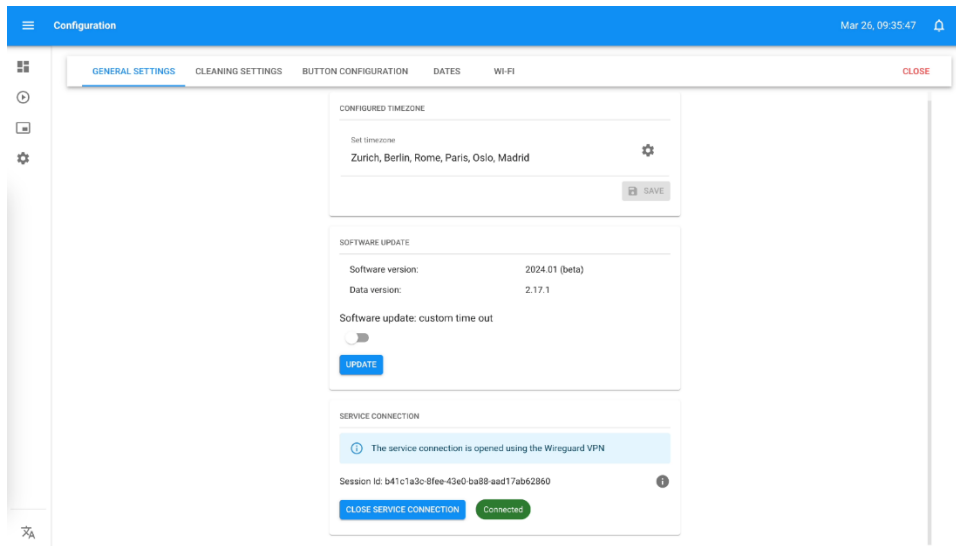 Configuration
Mar 26, 09:35:47
GENERAL SETTINGS CLEANING SETTINGS BUTTON CONFIGURATION DATES WI-FI CLOSE
CONFIGURED TIMEZONE
Set timezone
Zurich, Berlin, Rome, Paris, Oslo, Madrid
SAVE
SOFTWARE UPDATE
Software version: 2024.01 (beta)
Data version: 2.17.1
Software update: custom time out
UPDATE
SERVICE CONNECTION
The service connection is opened using the Wireguard VPN
Session Id: b41c1a3c-8fee-43e0-ba88-aad17ab62860
CLOSE SERVICE CONNECTION Connected